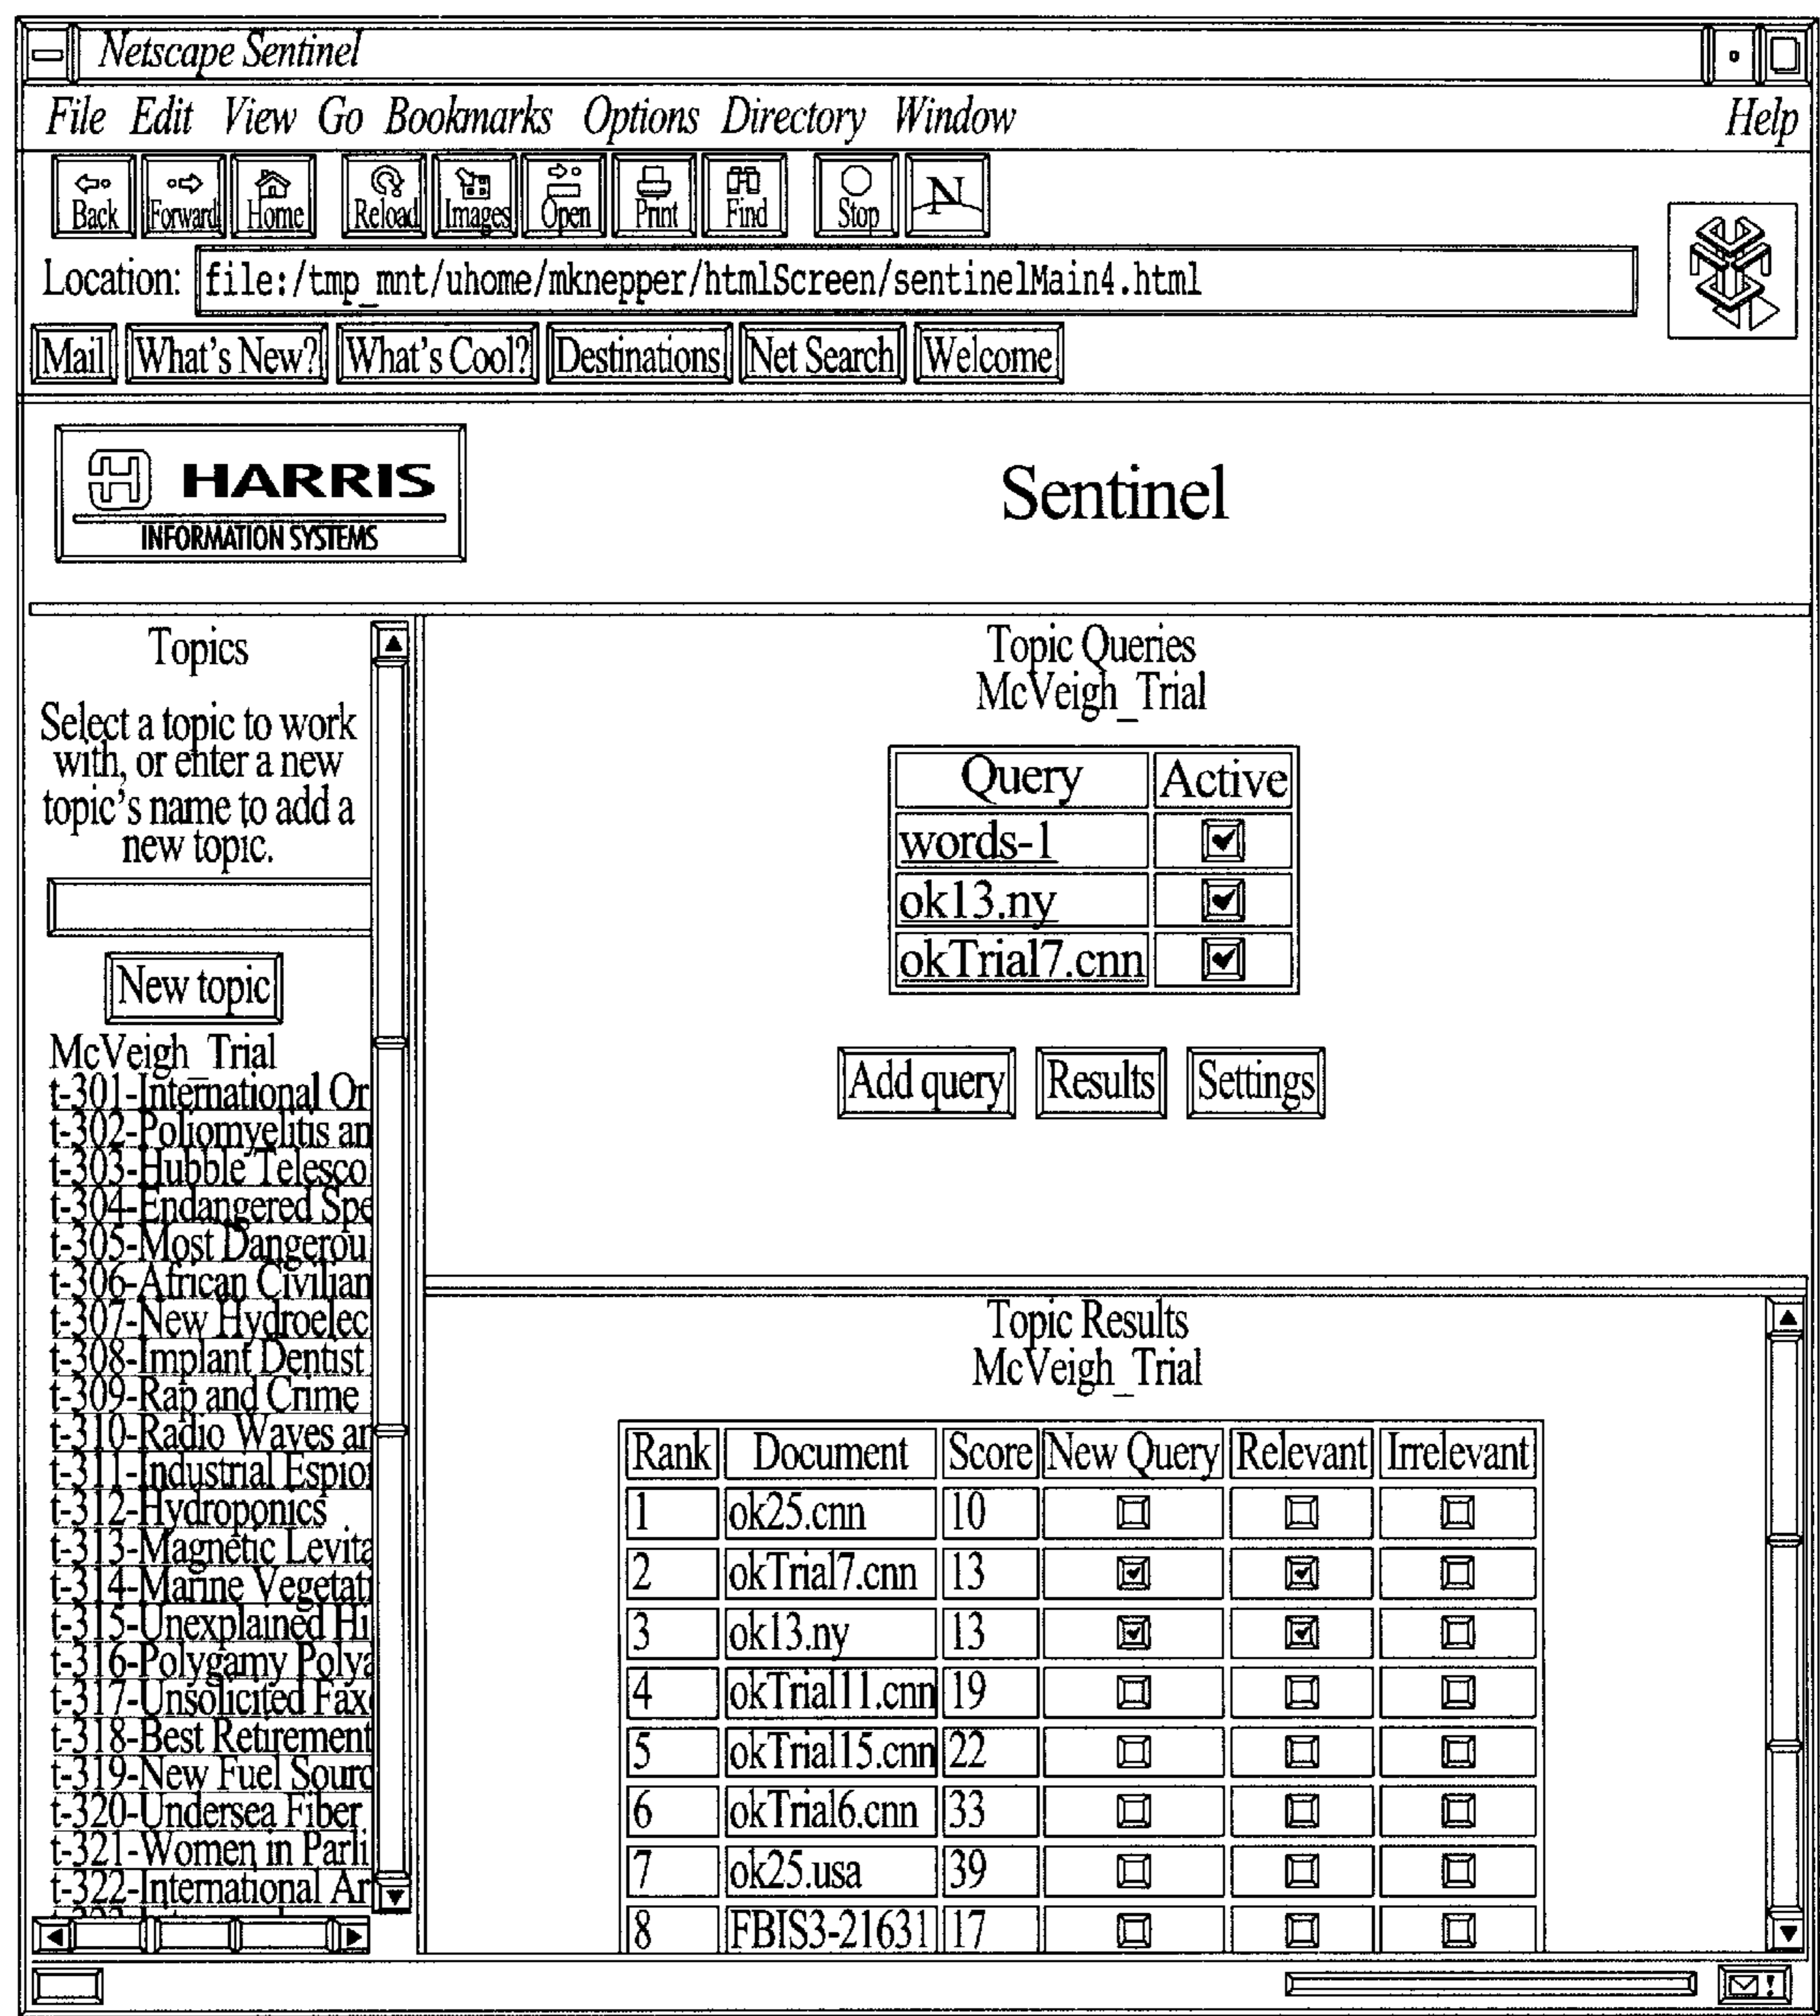 Netscape Sentinel
File Edit View Go Bookmarks Options Directory Window Help
Back Forward Home Reload Images Open Print Find Stop N
Location: file:/tmp_mnt/uhome/mknepper/htmlScreen/sentinelMain4.html
Mail What's New? What's Cool? Destinations Net Search Welcome
HARRIS
INFORMATION SYSTEMS
Sentinel
Topics
Select a topic to work
with, or enter a new
topic's name to add a
new topic.
New topic
McVeigh_Trial
t-301-International Or
t-302-Poliomyelitis an
t-303-Hubble Telesco
t-304-Endangered Spe
t-305-Most Dangerou
t-306-African Civilian
t-307-New Hydroelec
t-308-Implant Dentist
t-309-Rap and Crime
t-310-Radio Waves an
t-311-Industrial Espion
t-312-Hydroponics
t-313-Magnetic Levita
t-314-Marine Vegetati
t-315-Unexplained Hi
t-316-Polygamy Polya
t-317-Unsolicited Faxe
t-318-Best Retirement
t-319-New Fuel Sourc
t-320-Undersea Fiber
t-321-Women in Parli
t-322-International Ar
Topic Queries
McVeigh_Trial
Query Active
words-1
ok13.ny
okTrial7.cnn
Add query Results Settings
Topic Results
McVeigh_Trial
Rank Document Score New Query Relevant Irrelevant
1 ok25.cnn 10
2 okTrial7.cnn 13
3 ok13.ny 13
4 okTrial11.cnn 19
5 okTrial15.cnn 22
6 okTrial6.cnn 33
7 ok25.usa 39
8 FBIS3-21631 17